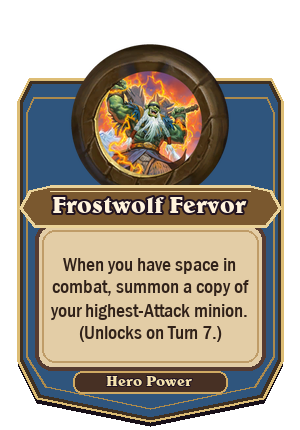 Frostwolf Fervor
When you have space in
combat, summon a copy of
your highest-Attack minion.
(Unlocks on Turn 7.)
Hero Power